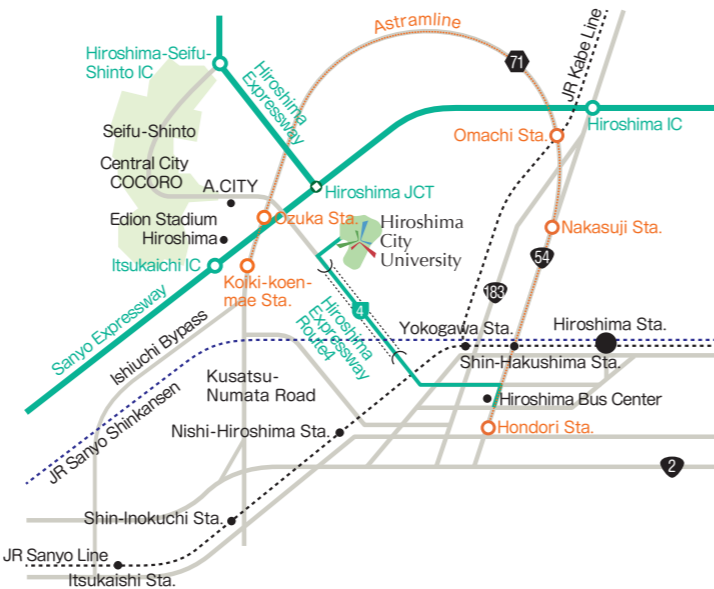 Astramline
Hiroshima-Seifu-
Shinto IC
Hiroshima
Expressway
71
JR Kabe Line
Omachi Sta.
Hiroshima IC
Seifu-Shinto
Central City
COCORO
A.CITY
Hiroshima JCT
Edion Stadium
Hiroshima
Ozuka Sta.
Hiroshima
City
University
Nakasuji Sta.
Itsukaichi IC
54
Koiki-koen-
mae Sta.
183
Sanyo Expressway
Ishiuchi Bypass
4
Hiroshima
Expressway
Route4
Yokogawa Sta.
Hiroshima Sta.
Shin-Hakushima Sta.
Kusatsu-
Numata Road
JR Sanyo Shinkansen
Hiroshima Bus Center
Nishi-Hiroshima Sta.
Hondori Sta.
2
Shin-Inokuchi Sta.
JR Sanyo Line
Itsukaishi Sta.